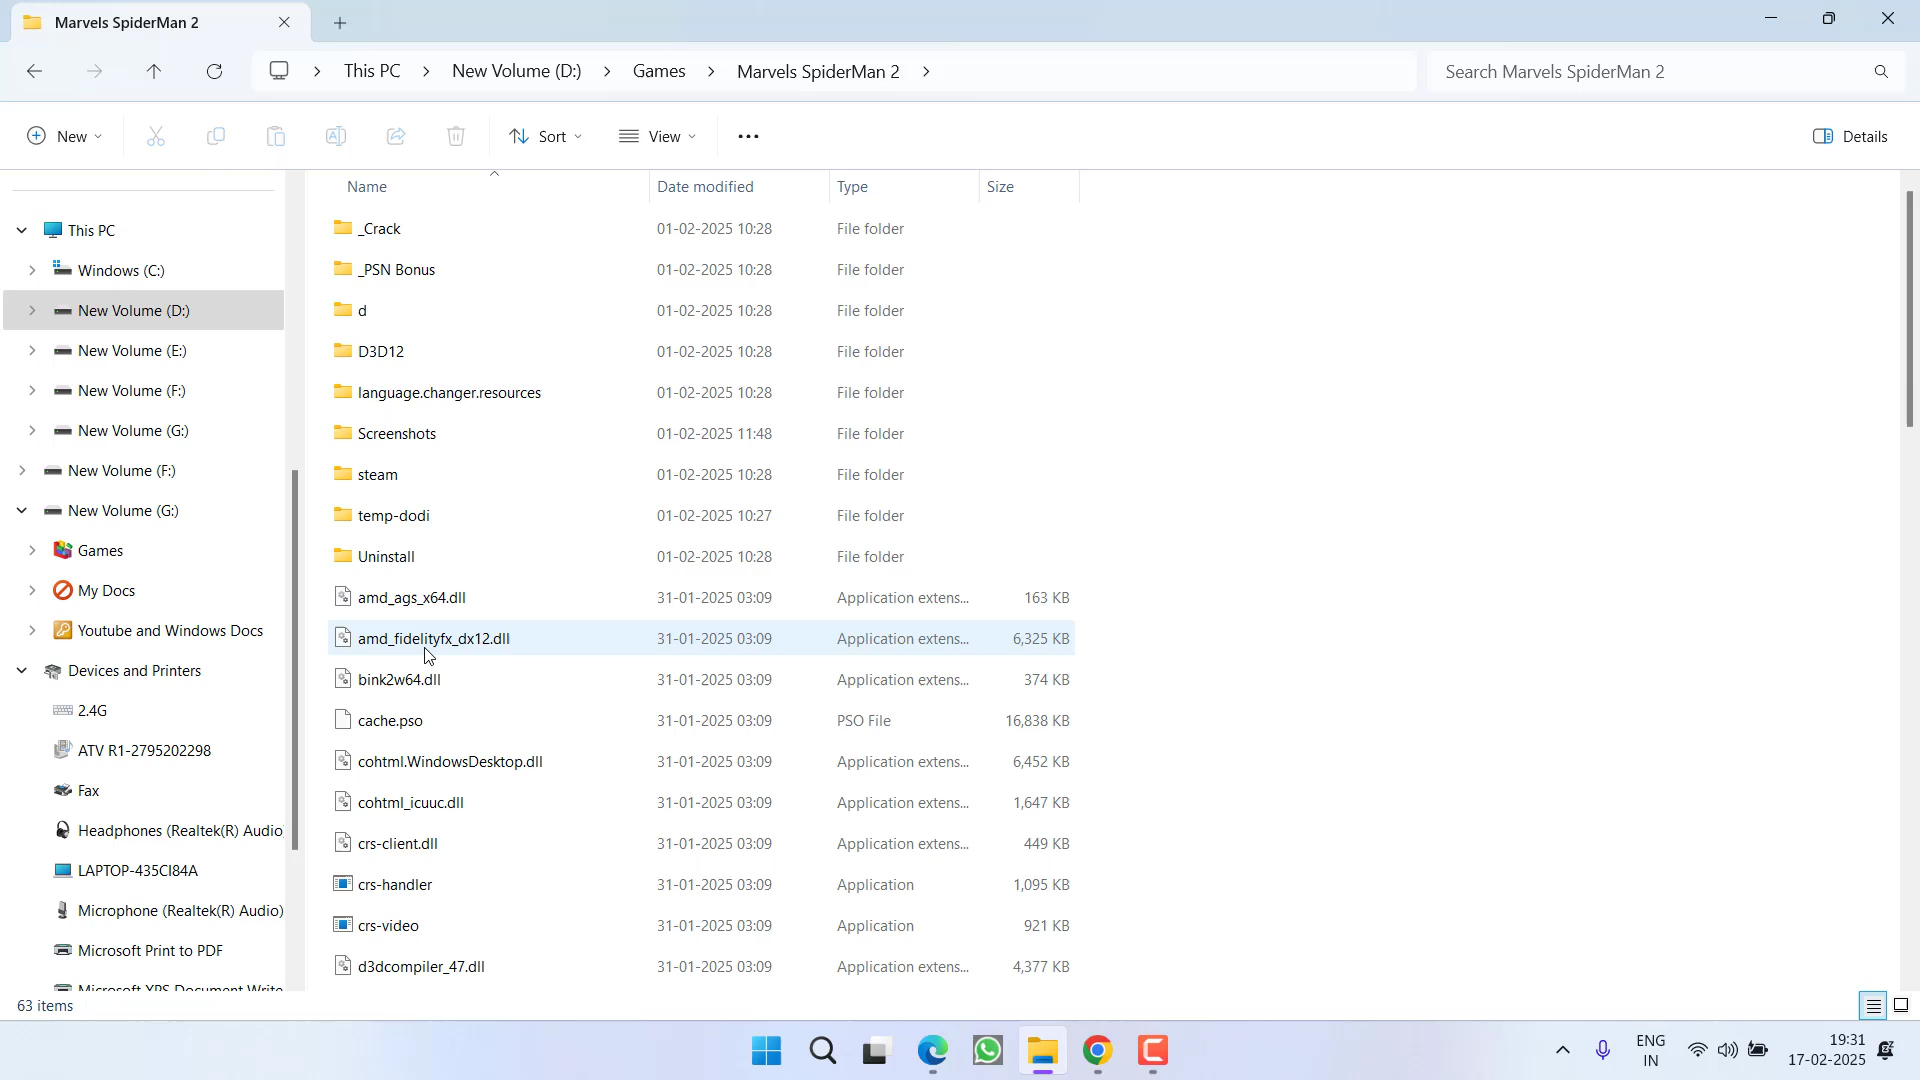 Marvels SpiderMan 2
This PC
New Volume (D:)
Games
Marvels SpiderMan 2
Search Marvels SpiderMan 2
New
Sort
View
Details
Name
Date modified
Type
Size
This PC
Windows (C:)
New Volume (D:)
New Volume (E:)
New Volume (F:)
New Volume (G:)
New Volume (F:)
New Volume (G:)
Games
My Docs
Youtube and Windows Docs
Devices and Printers
2.4G
ATV R1-2795202298
Fax
Headphones (Realtek(R) Audio
LAPTOP-435CI84A
Microphone (Realtek(R) Audio)
Microsoft Print to PDF
Microsoft XPS Document Write
_Crack 01-02-2025 10:28 File folder
_PSN Bonus 01-02-2025 10:28 File folder
d 01-02-2025 10:28 File folder
D3D12 01-02-2025 10:28 File folder
language.changer.resources 01-02-2025 10:28 File folder
Screenshots 01-02-2025 11:48 File folder
steam 01-02-2025 10:28 File folder
temp-dodi 01-02-2025 10:27 File folder
Uninstall 01-02-2025 10:28 File folder
amd_ags_x64.dll 31-01-2025 03:09 Application extens... 163 KB
amd_fidelityfx_dx12.dll 31-01-2025 03:09 Application extens... 6,325 KB
bink2w64.dll 31-01-2025 03:09 Application extens... 374 KB
cache.pso 31-01-2025 03:09 PSO File 16,838 KB
cohtml.WindowsDesktop.dll 31-01-2025 03:09 Application extens... 6,452 KB
cohtml_icuuc.dll 31-01-2025 03:09 Application extens... 1,647 KB
crs-client.dll 31-01-2025 03:09 Application extens... 449 KB
crs-handler 31-01-2025 03:09 Application 1,095 KB
crs-video 31-01-2025 03:09 Application 921 KB
d3dcompiler_47.dll 31-01-2025 03:09 Application extens... 4,377 KB
63 items
ENG
IN
19:31
17-02-2025